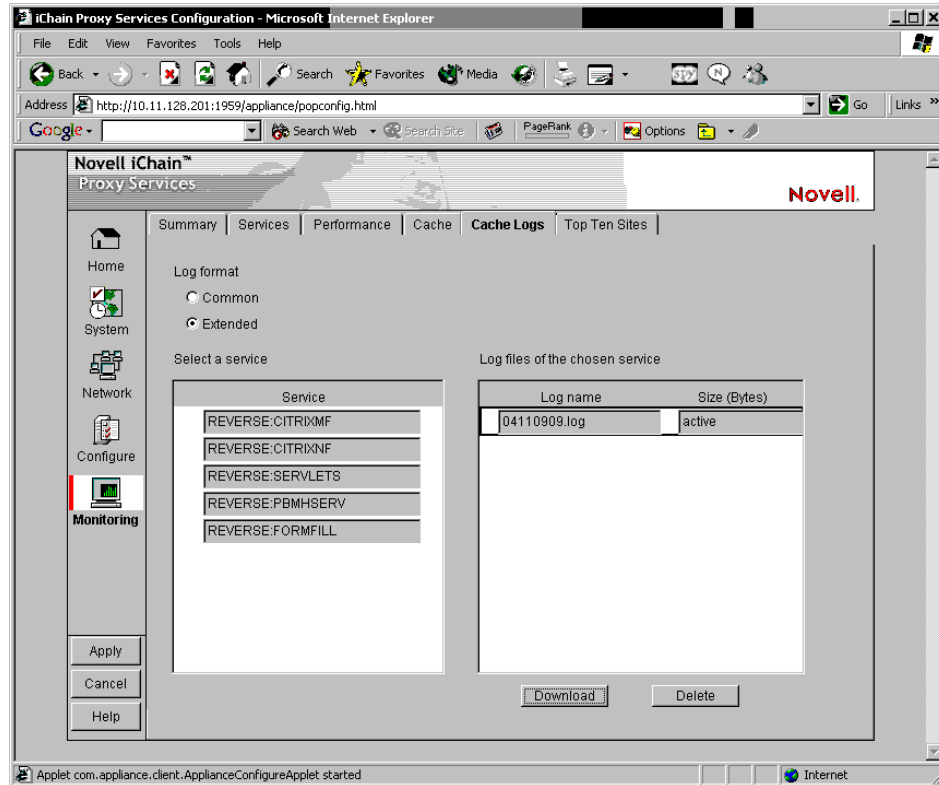 iChain Proxy Services Configuration - Microsoft Internet Explorer
File Edit View Favorites Tools Help
Back Search Favorites Media SPY N
Address http://10.11.128.201:1959/appliance/popconfig.html Go Links »
Google Search Web Search Site PageRank Options
Novell iChain™
Proxy Services
Novell.
Summary Services Performance Cache Cache Logs Top Ten Sites
Home
System
Network
Configure
Monitoring
Log format
Common
Extended
Select a service Log files of the chosen service
Service Log name Size (Bytes)
REVERSE:CITRIXMF 04110909.log active
REVERSE:CITRIXNF
REVERSE:SERVLETS
REVERSE:PBMHSERV
REVERSE:FORMFILL
Apply
Cancel
Help
Download Delete
Applet com.appliance.client.ApplianceConfigureApplet started Internet